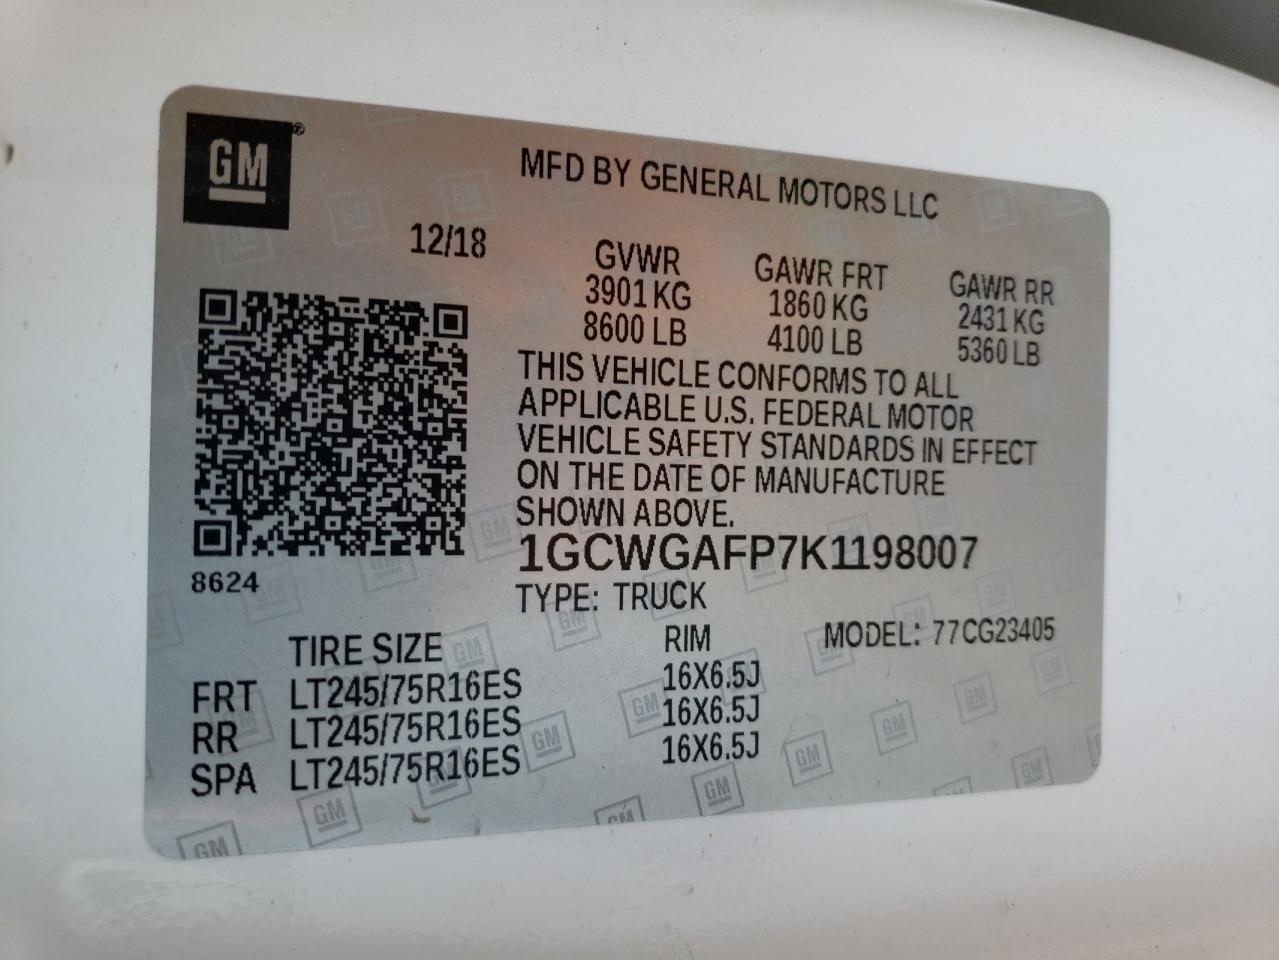 GM
MFD BY GENERAL MOTORS LLC
12/18
GVWR GAWR FRT GAWR RR
3901 KG 1860 KG 2431 KG
8600 LB 4100 LB 5360 LB
THIS VEHICLE CONFORMS TO ALL
APPLICABLE U.S. FEDERAL MOTOR
VEHICLE SAFETY STANDARDS IN EFFECT
ON THE DATE OF MANUFACTURE
SHOWN ABOVE.
1GCWGAFP7K1198007
8624
TYPE: TRUCK
TIRE SIZE RIM MODEL: 77CG23405
FRT LT245/75R16ES 16X6.5J
RR LT245/75R16ES 16X6.5J
SPA LT245/75R16ES 16X6.5J